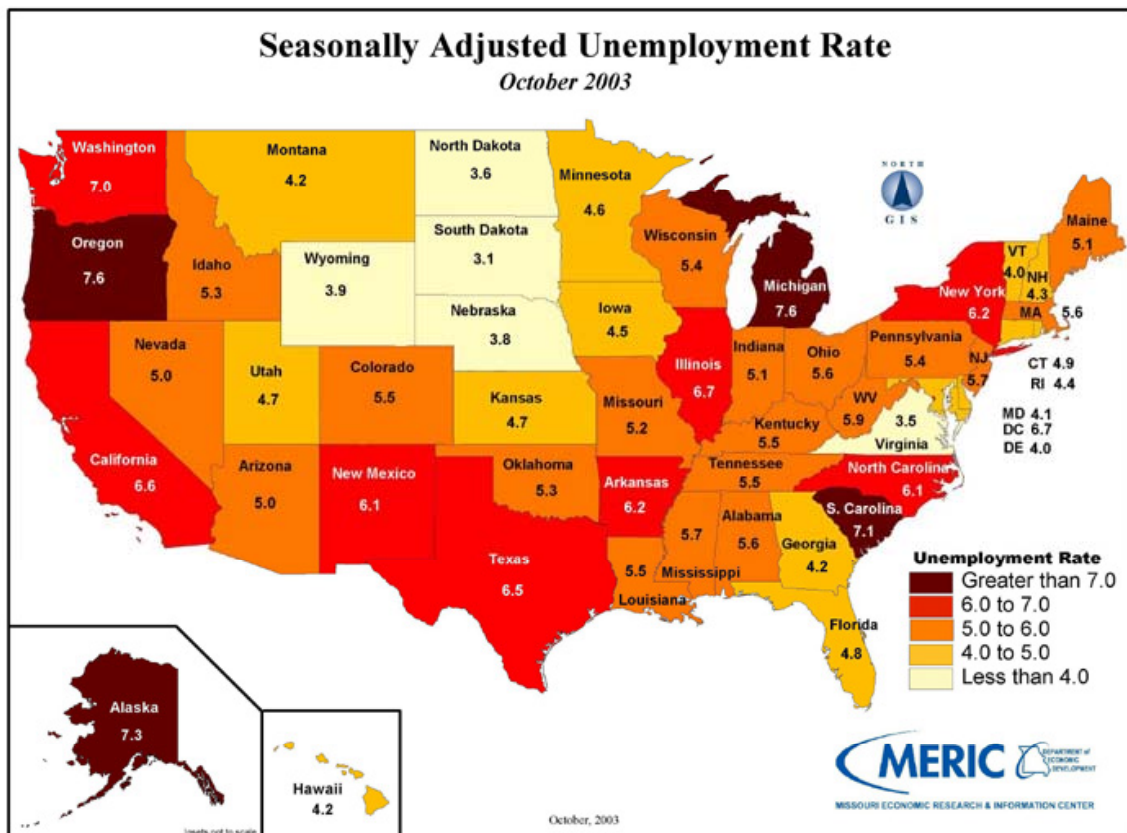 Seasonally Adjusted Unemployment Rate
October 2003
Washington
7.0
Montana
4.2
North Dakota
3.6
Minnesota
4.6
NORTH
GIS
Oregon
7.6
Idaho
5.3
Wyoming
3.9
South Dakota
3.1
Wisconsin
5.4
Michigan
7.6
Maine
5.1
VT
4.0
NH
4.3
New York
6.2
MA
5.6
Nebraska
3.8
Iowa
4.5
Nevada
5.0
Utah
4.7
Colorado
5.5
Kansas
4.7
Missouri
5.2
Illinois
6.7
Indiana
5.1
Ohio
5.6
Pennsylvania
5.4
NJ
5.7
CT 4.9
RI 4.4
MD 4.1
DC 6.7
DE 4.0
WV
5.9
3.5
Virginia
Kentucky
5.5
California
6.6
Arizona
5.0
New Mexico
6.1
Oklahoma
5.3
Arkansas
6.2
Tennessee
5.5
North Carolina
6.1
S. Carolina
7.1
Texas
6.5
5.5
Louisiana
5.7
Mississippi
Alabama
5.6
Georgia
4.2
Florida
4.8
Unemployment Rate
Greater than 7.0
6.0 to 7.0
5.0 to 6.0
4.0 to 5.0
Less than 4.0
Alaska
7.3
Insets not to scale
Hawaii
4.2
October, 2003
MERIC
DEPARTMENT of
ECONOMIC
DEVELOPMENT
MISSOURI ECONOMIC RESEARCH & INFORMATION CENTER